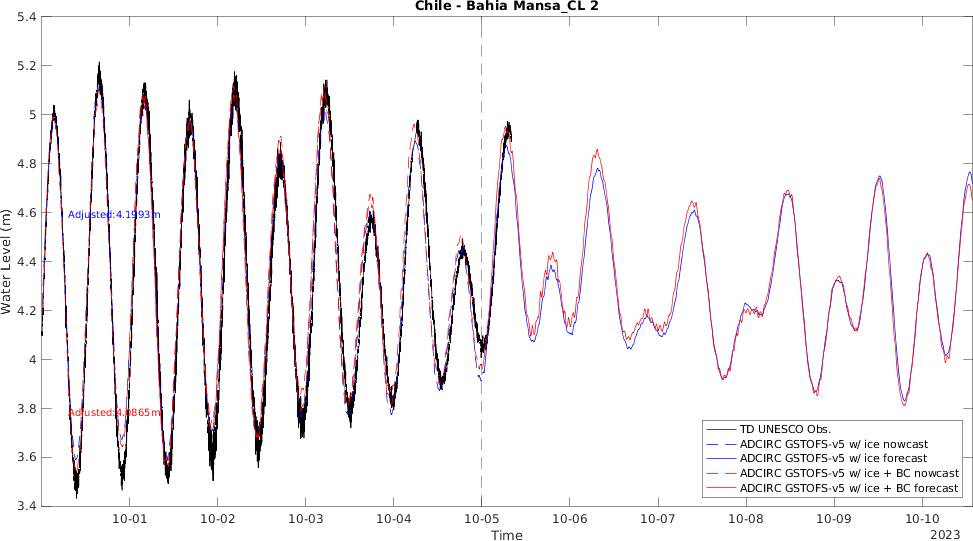 Chile - Bahia Mansa_CL 2
5.4
5.2
5
4.8
4.6
4.4
4.2
4
3.8
3.6
3.4
Water Level (m)
Adjusted:4.1993m
Adjusted:4.0865m
TD UNESCO Obs.
ADCIRC GSTOFS-v5 w/ ice nowcast
ADCIRC GSTOFS-v5 w/ ice forecast
ADCIRC GSTOFS-v5 w/ ice + BC nowcast
ADCIRC GSTOFS-v5 w/ ice + BC forecast
10-01 10-02 10-03 10-04 10-05 10-06 10-07 10-08 10-09 10-10
Time
2023